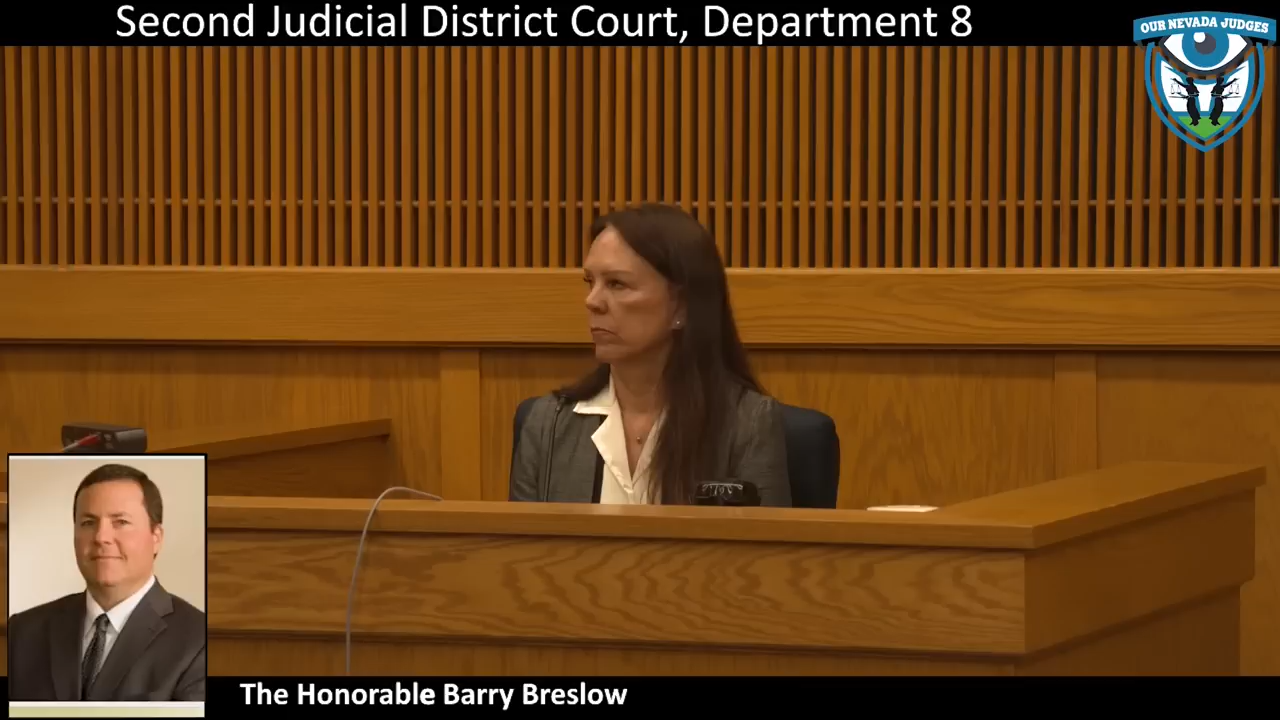 Second Judicial District Court, Department 8
OUR NEVADA JUDGES
The Honorable Barry Breslow